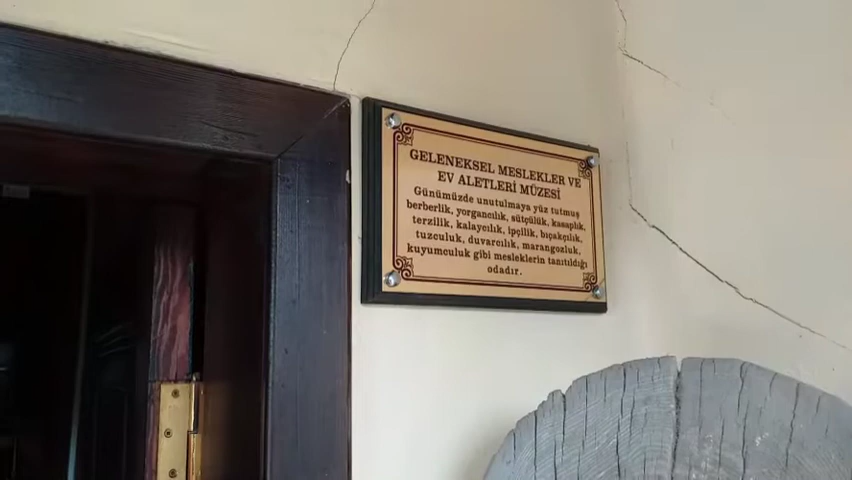 GELENEKSEL MESLEKLER VE
EV ALETLERİ MÜZESİ
Günümüzde unutulmaya yüz tutmuş
berberlik, yorgancılık, sütçülük, kasaplık,
terzilik, kalaycılık, ipçilik, bıçakçılık,
tuzculuk, duvarcılık, marangozluk,
kuyumculuk gibi mesleklerin tanıtıldığı
odadır.